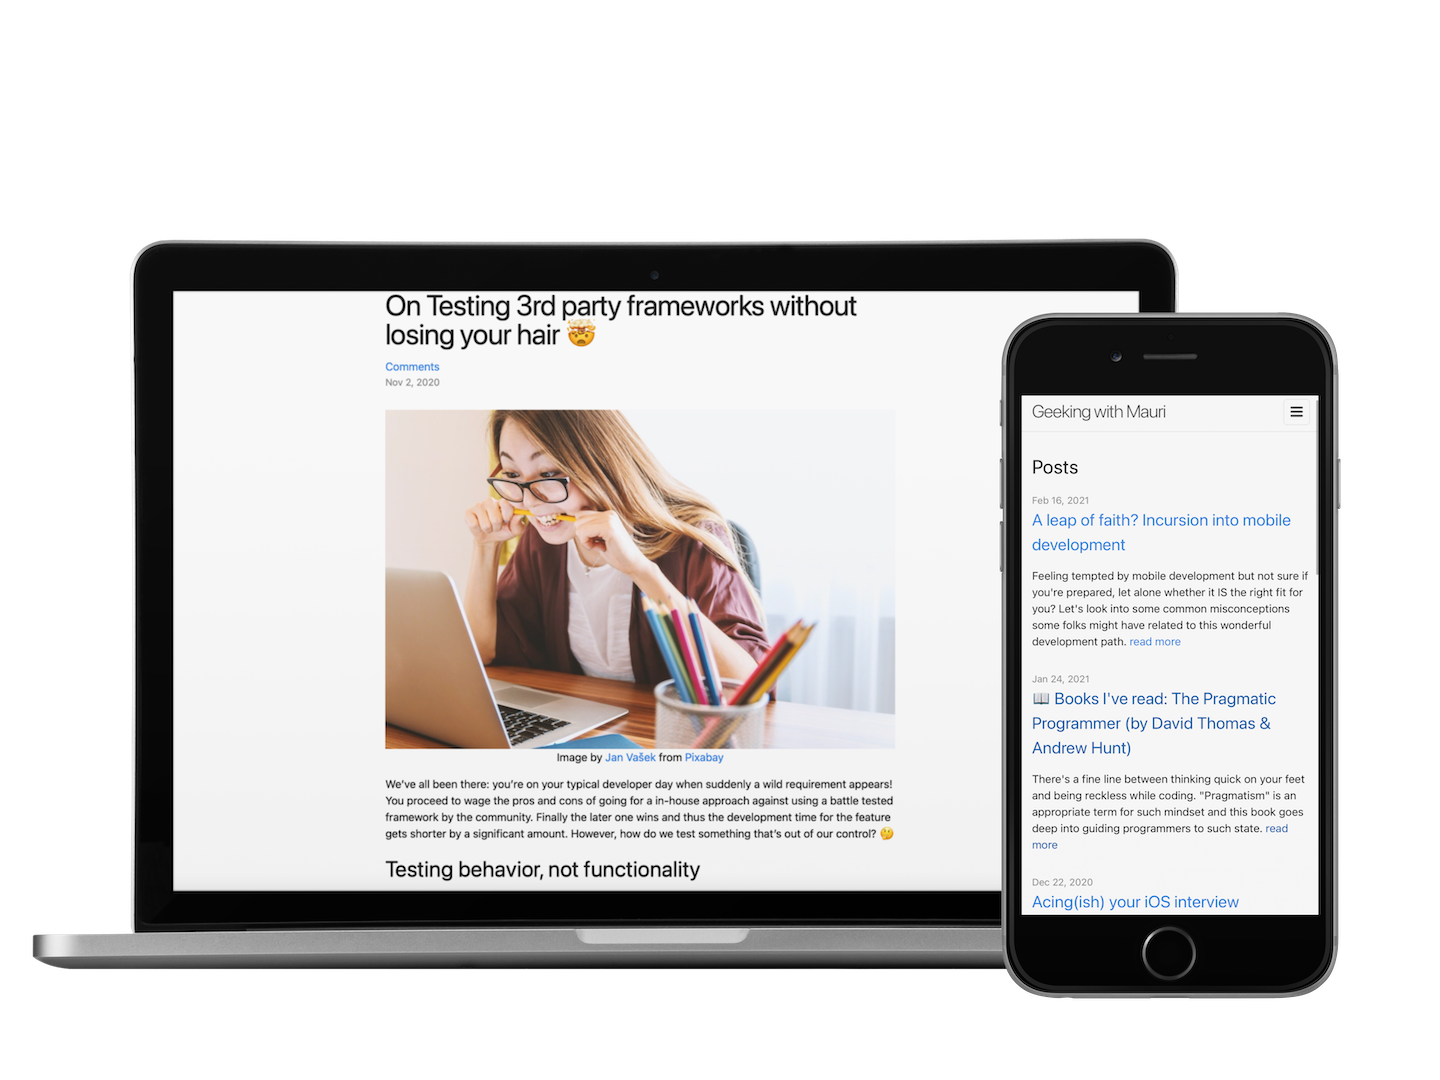 On Testing 3rd party frameworks without
losing your hair 🤯
Comments
Nov 2, 2020
Image by Jan Vašek from Pixabay
We've all been there: you're on your typical developer day when suddenly a wild requirement appears!
You proceed to wage the pros and cons of going for a in-house approach against using a battle tested
framework by the community. Finally the later one wins and thus the development time for the feature
gets shorter by a significant amount. However, how do we test something that's out of our control? 🤔
Testing behavior, not functionality
Geeking with Mauri
Posts
Feb 16, 2021
A leap of faith? Incursion into mobile
development
Feeling tempted by mobile development but not sure if
you're prepared, let alone whether it IS the right fit for
you? Let's look into some common misconceptions
some folks might have related to this wonderful
development path. read more
Jan 24, 2021
📖 Books I've read: The Pragmatic
Programmer (by David Thomas &
Andrew Hunt)
There's a fine line between thinking quick on your feet
and being reckless while coding. "Pragmatism" is an
appropriate term for such mindset and this book goes
deep into guiding programmers to such state. read
more
Dec 22, 2020
Acing(ish) your iOS interview